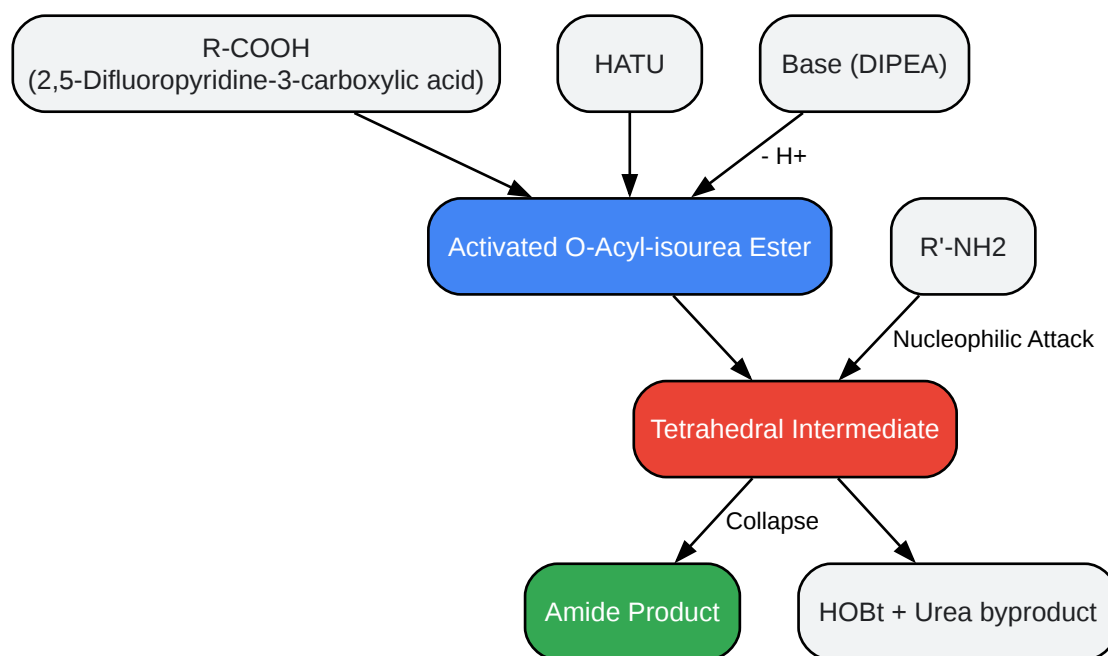 R-COOH
(2,5-Difluoropyridine-3-carboxylic acid)
HATU
Base (DIPEA)
- H+
Activated O-Acyl-isourea Ester
R'-NH2
Nucleophilic Attack
Tetrahedral Intermediate
Collapse
Amide Product
HOBt + Urea byproduct